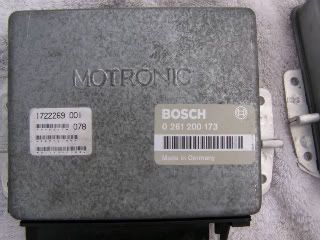 MOTRONIC
1722269 001
078
BOSCH
0 261 200 173
Made in Germany